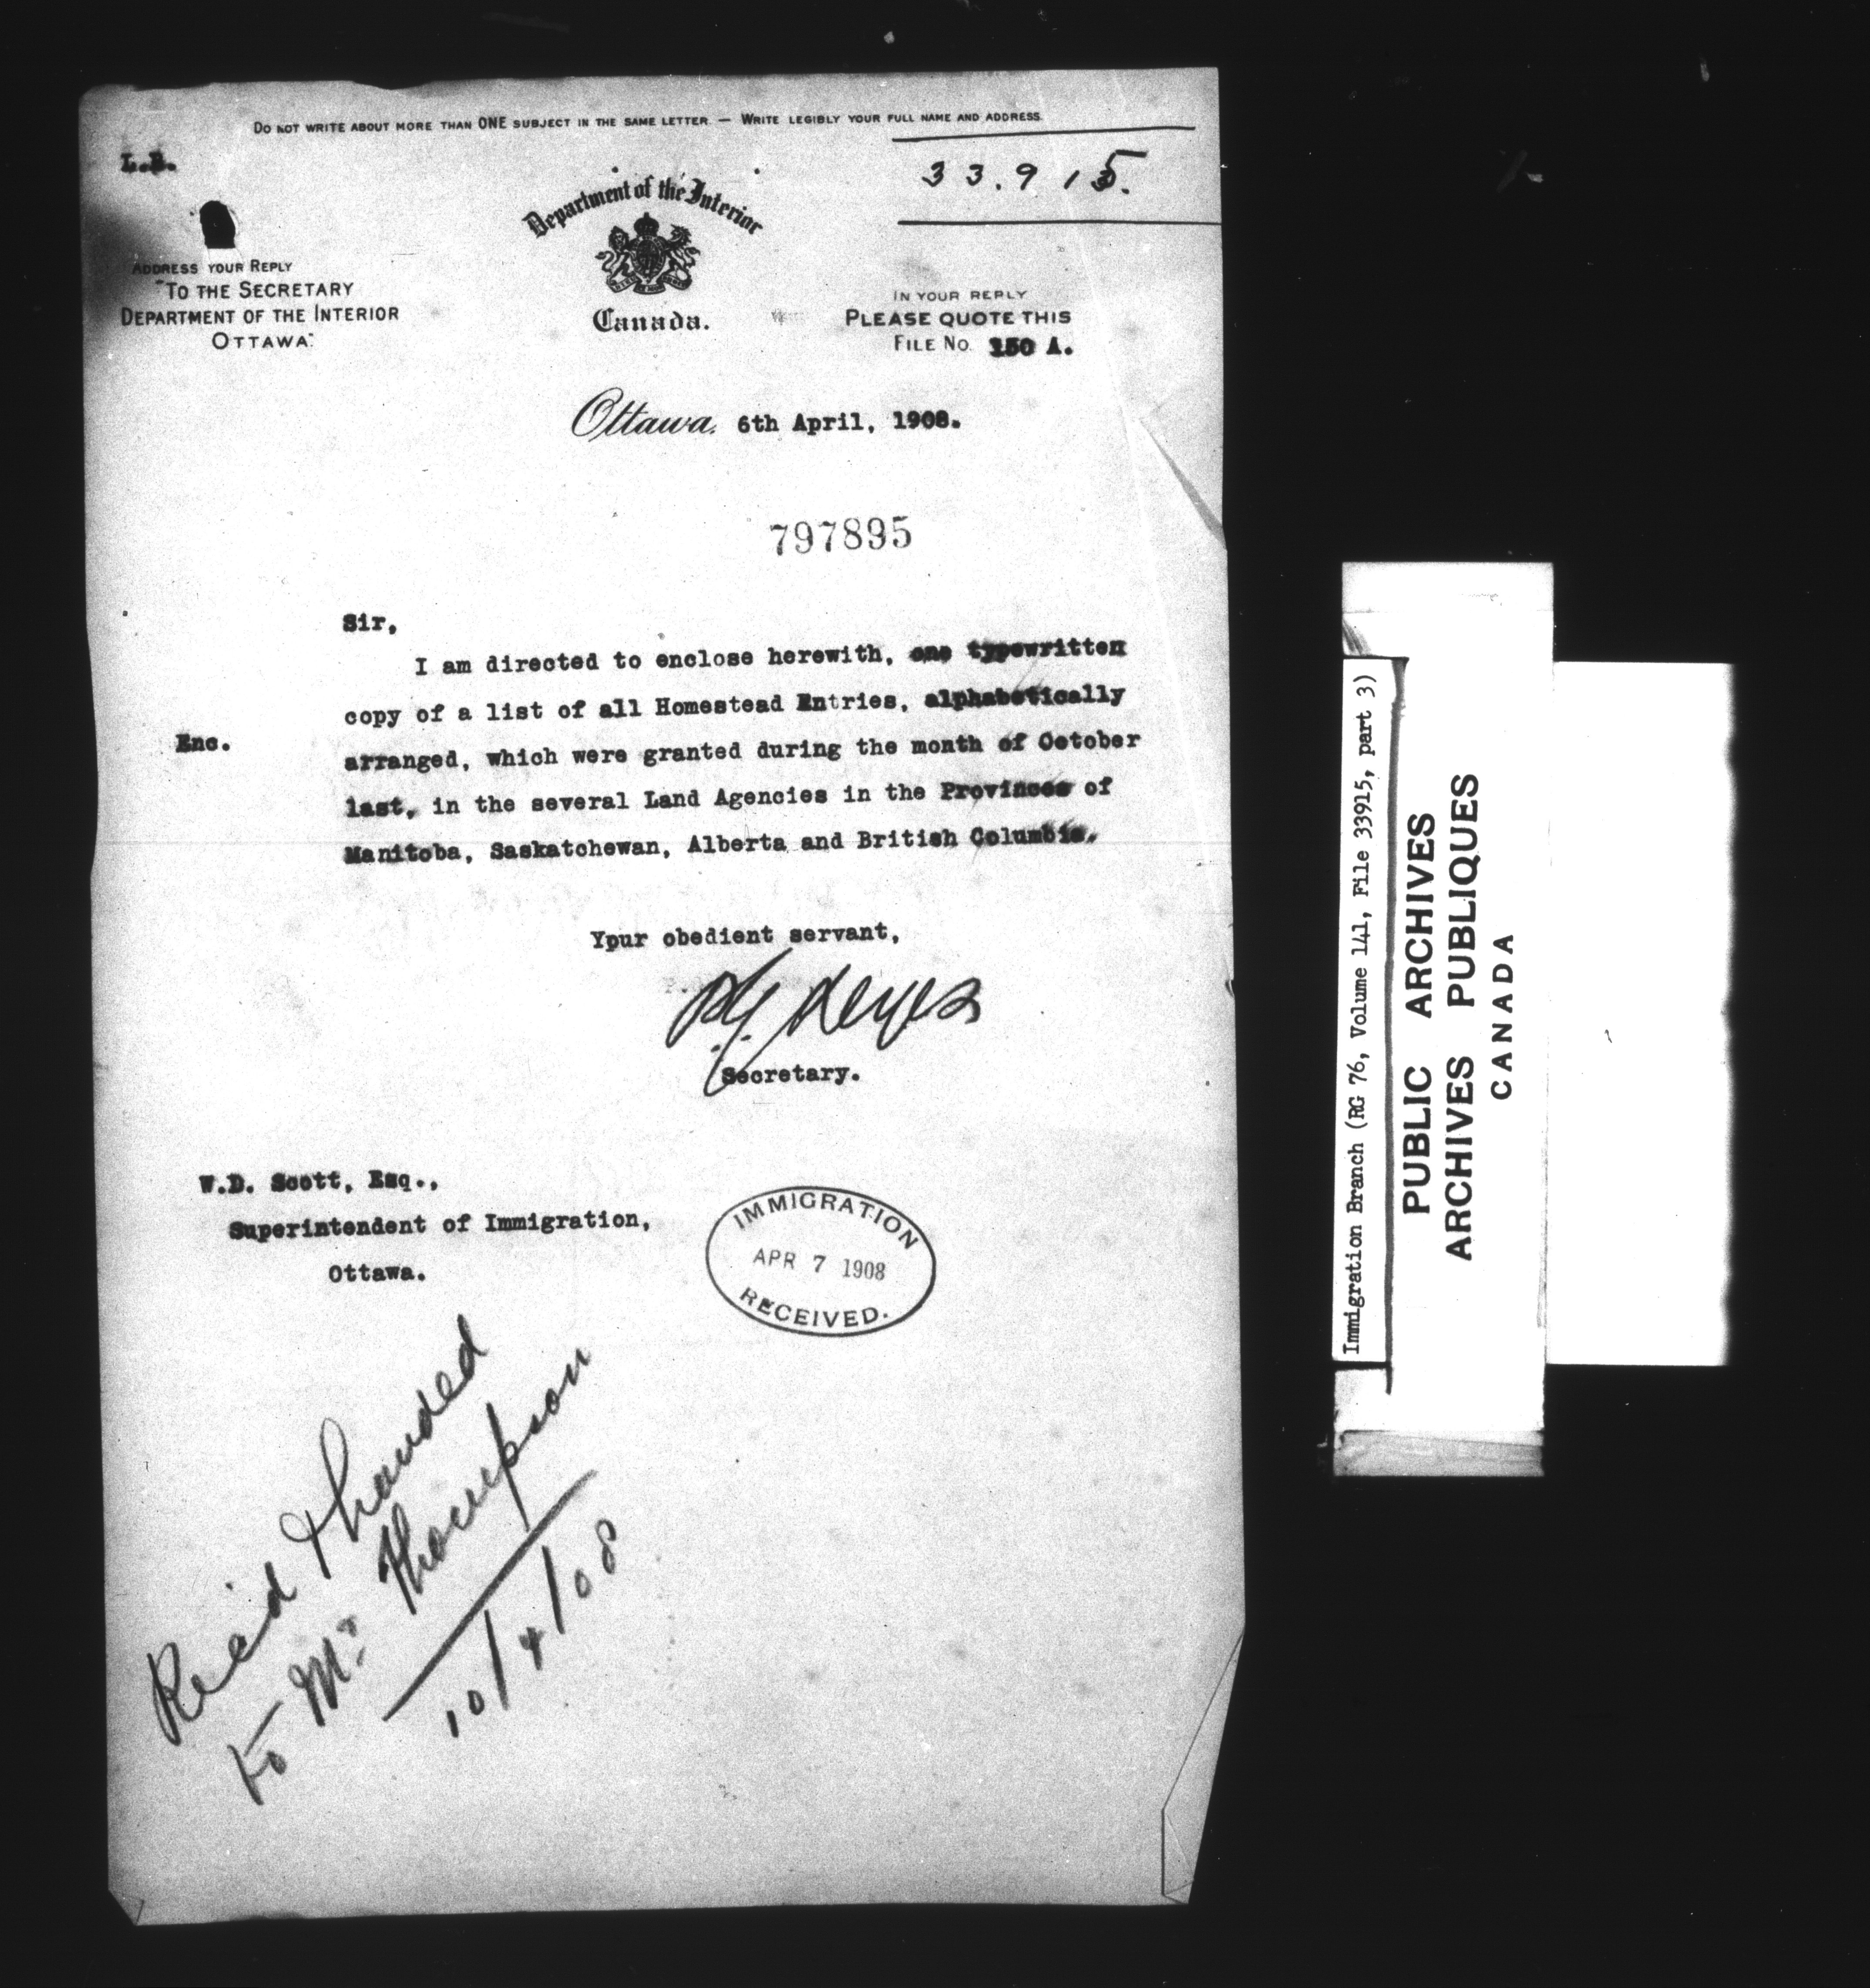 Do not write about more than ONE subject in the same letter. — Write legibly your full name and address.
L.B.
33.915.
Department of the Interior
Canada.
Address your Reply
"To the Secretary
Department of the Interior
Ottawa."
In your reply
Please quote this
File No. 150 A.
Ottawa, 6th April, 1908.
797895
Sir,
I am directed to enclose herewith, one typewritten
copy of a list of all Homestead Entries, alphabetically
Enc.
arranged, which were granted during the month of October
last, in the several Land Agencies in the Provinces of
Manitoba, Saskatchewan, Alberta and British Columbia.
Your obedient servant,
P.G. Keyes
Secretary.
W.D. Scott, Esq.,
Superintendent of Immigration,
Ottawa.
IMMIGRATION
APR 7 1908
RECEIVED.
Rec'd & handed
to Mr. Thompson
10/4/08
Immigration Branch (RG 76, Volume 141, File 33915, part 3)
PUBLIC ARCHIVES
ARCHIVES PUBLIQUES
CANADA